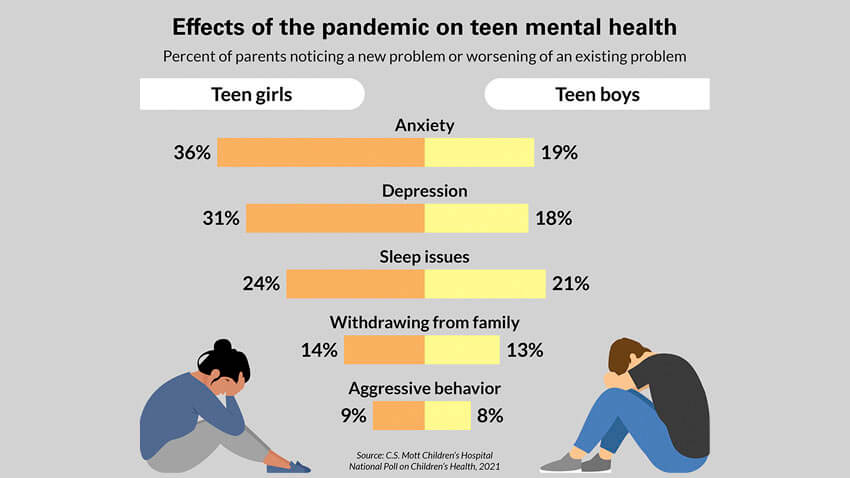 Effects of the pandemic on teen mental health
Percent of parents noticing a new problem or worsening of an existing problem
Teen girls Teen boys
Anxiety
36% 19%
Depression
31% 18%
Sleep issues
24% 21%
Withdrawing from family
14% 13%
Aggressive behavior
9% 8%
Source: C.S. Mott Children's Hospital
National Poll on Children's Health, 2021